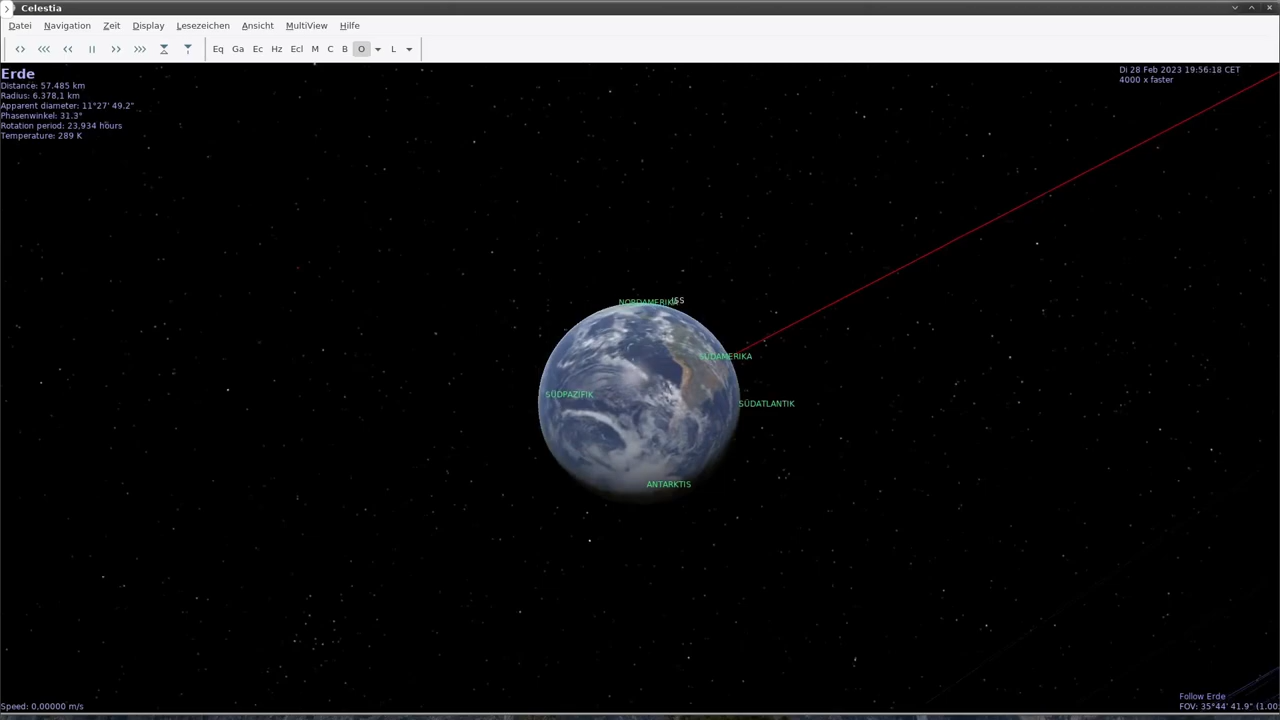 Celestia
Datei Navigation Zeit Display Lesezeichen Ansicht MultiView Hilfe
Eq Ga Ec Hz Ecl M C B O L
Erde
Distance: 57.485 km
Radius: 6.378,1 km
Apparent diameter: 11°27' 49.2"
Phasenwinkel: 31.3°
Rotation period: 23,934 hours
Temperature: 289 K
Di 28 Feb 2023 19:56:18 CET
4000 x faster
NORDAMERIKA ISS
SÜDAMERIKA
SÜDPAZIFIK
SÜDATLANTIK
ANTARKTIS
Speed: 0,00000 m/s
Follow Erde
FOV: 35°44' 41.9" (1.00